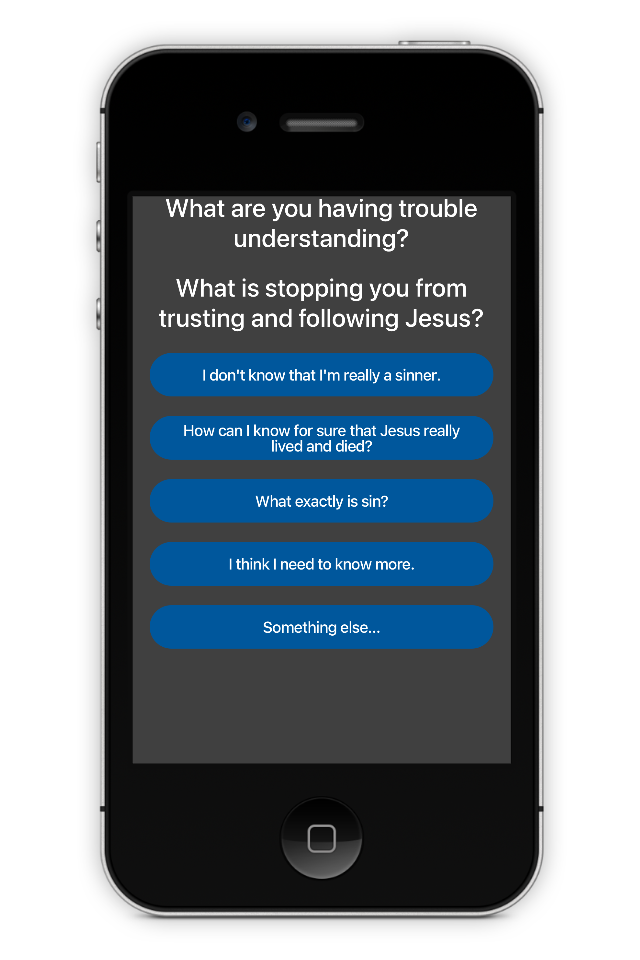 What are you having trouble
understanding?
What is stopping you from
trusting and following Jesus?
I don't know that I'm really a sinner.
How can I know for sure that Jesus really
lived and died?
What exactly is sin?
I think I need to know more.
Something else...